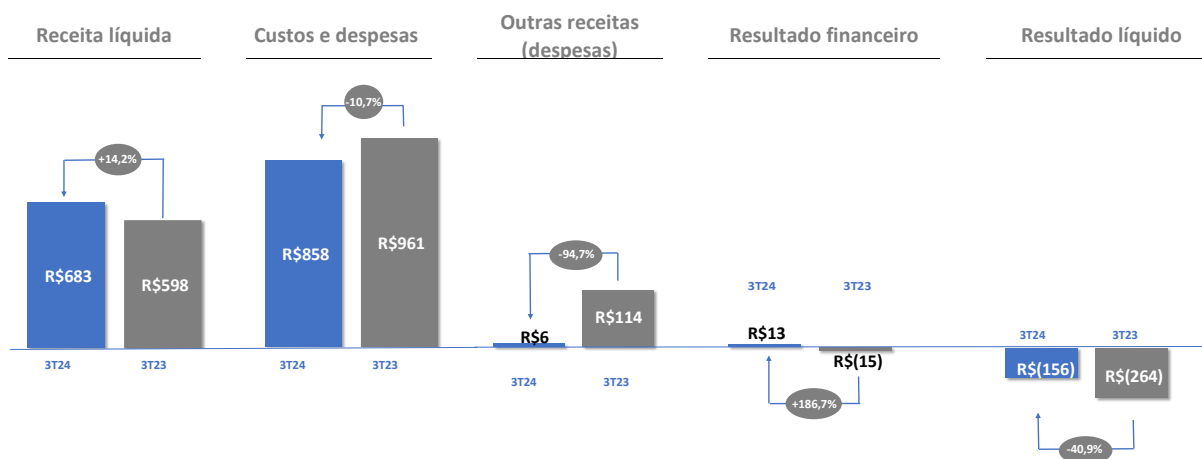 Receita líquida
Custos e despesas
Outras receitas
(despesas)
Resultado financeiro
Resultado líquido
+14,2%
R$683
R$598
3T24
3T23
-10,7%
R$858
R$961
3T24
3T23
-94,7%
R$6
R$114
3T24
3T23
3T24
3T23
R$13
R$(15)
+186,7%
3T24
3T23
R$(156)
R$(264)
-40,9%